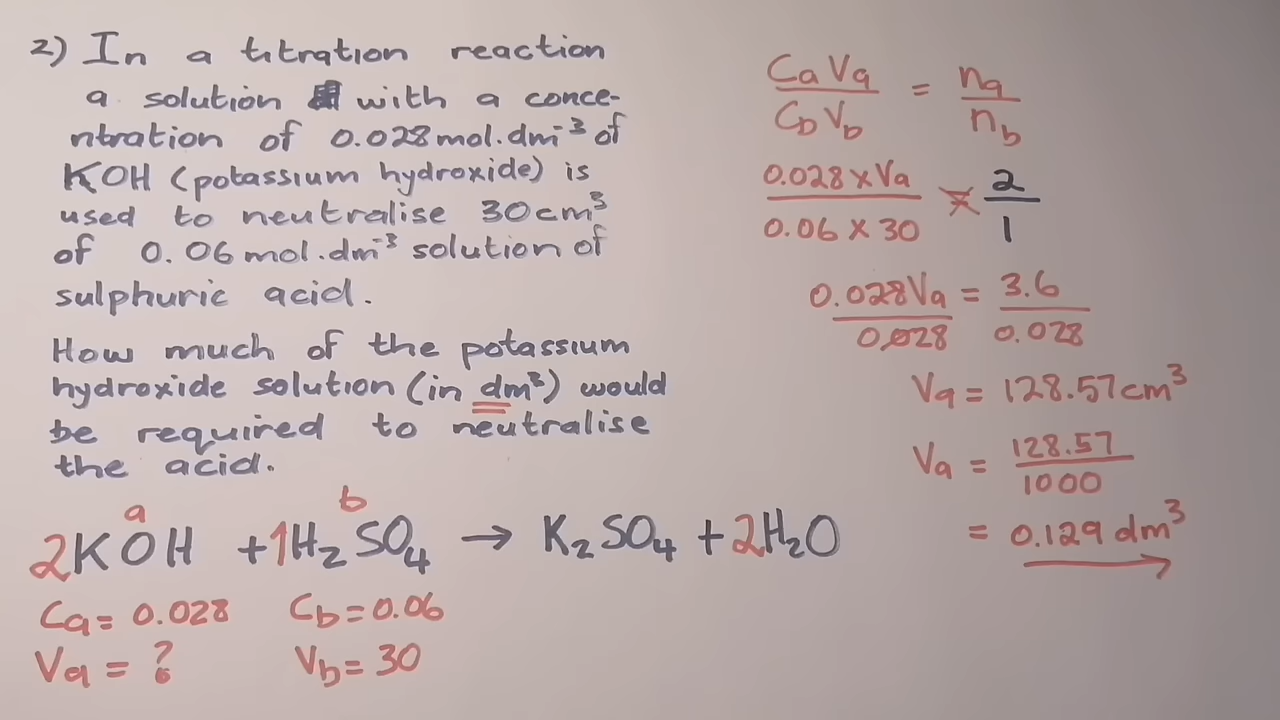 2) In a titration reaction
a solution with a conce-
ntration of 0.028 mol.dm⁻³ of
KOH (potassium hydroxide) is
used to neutralise 30cm³
of 0.06 mol.dm⁻³ solution of
sulphuric acid.
How much of the potassium
hydroxide solution (in dm³) would
be required to neutralise
the acid.
a b
2KOH + 1H₂SO₄ → K₂SO₄ + 2H₂O
Ca = 0.028 Cb = 0.06
Va = ? Vb = 30
CaVa / CbVb = na / nb
0.028 x Va / 0.06 x 30 = 2 / 1
0.028Va / 0.028 = 3.6 / 0.028
Va = 128.57cm³
Va = 128.57 / 1000
= 0.129 dm³